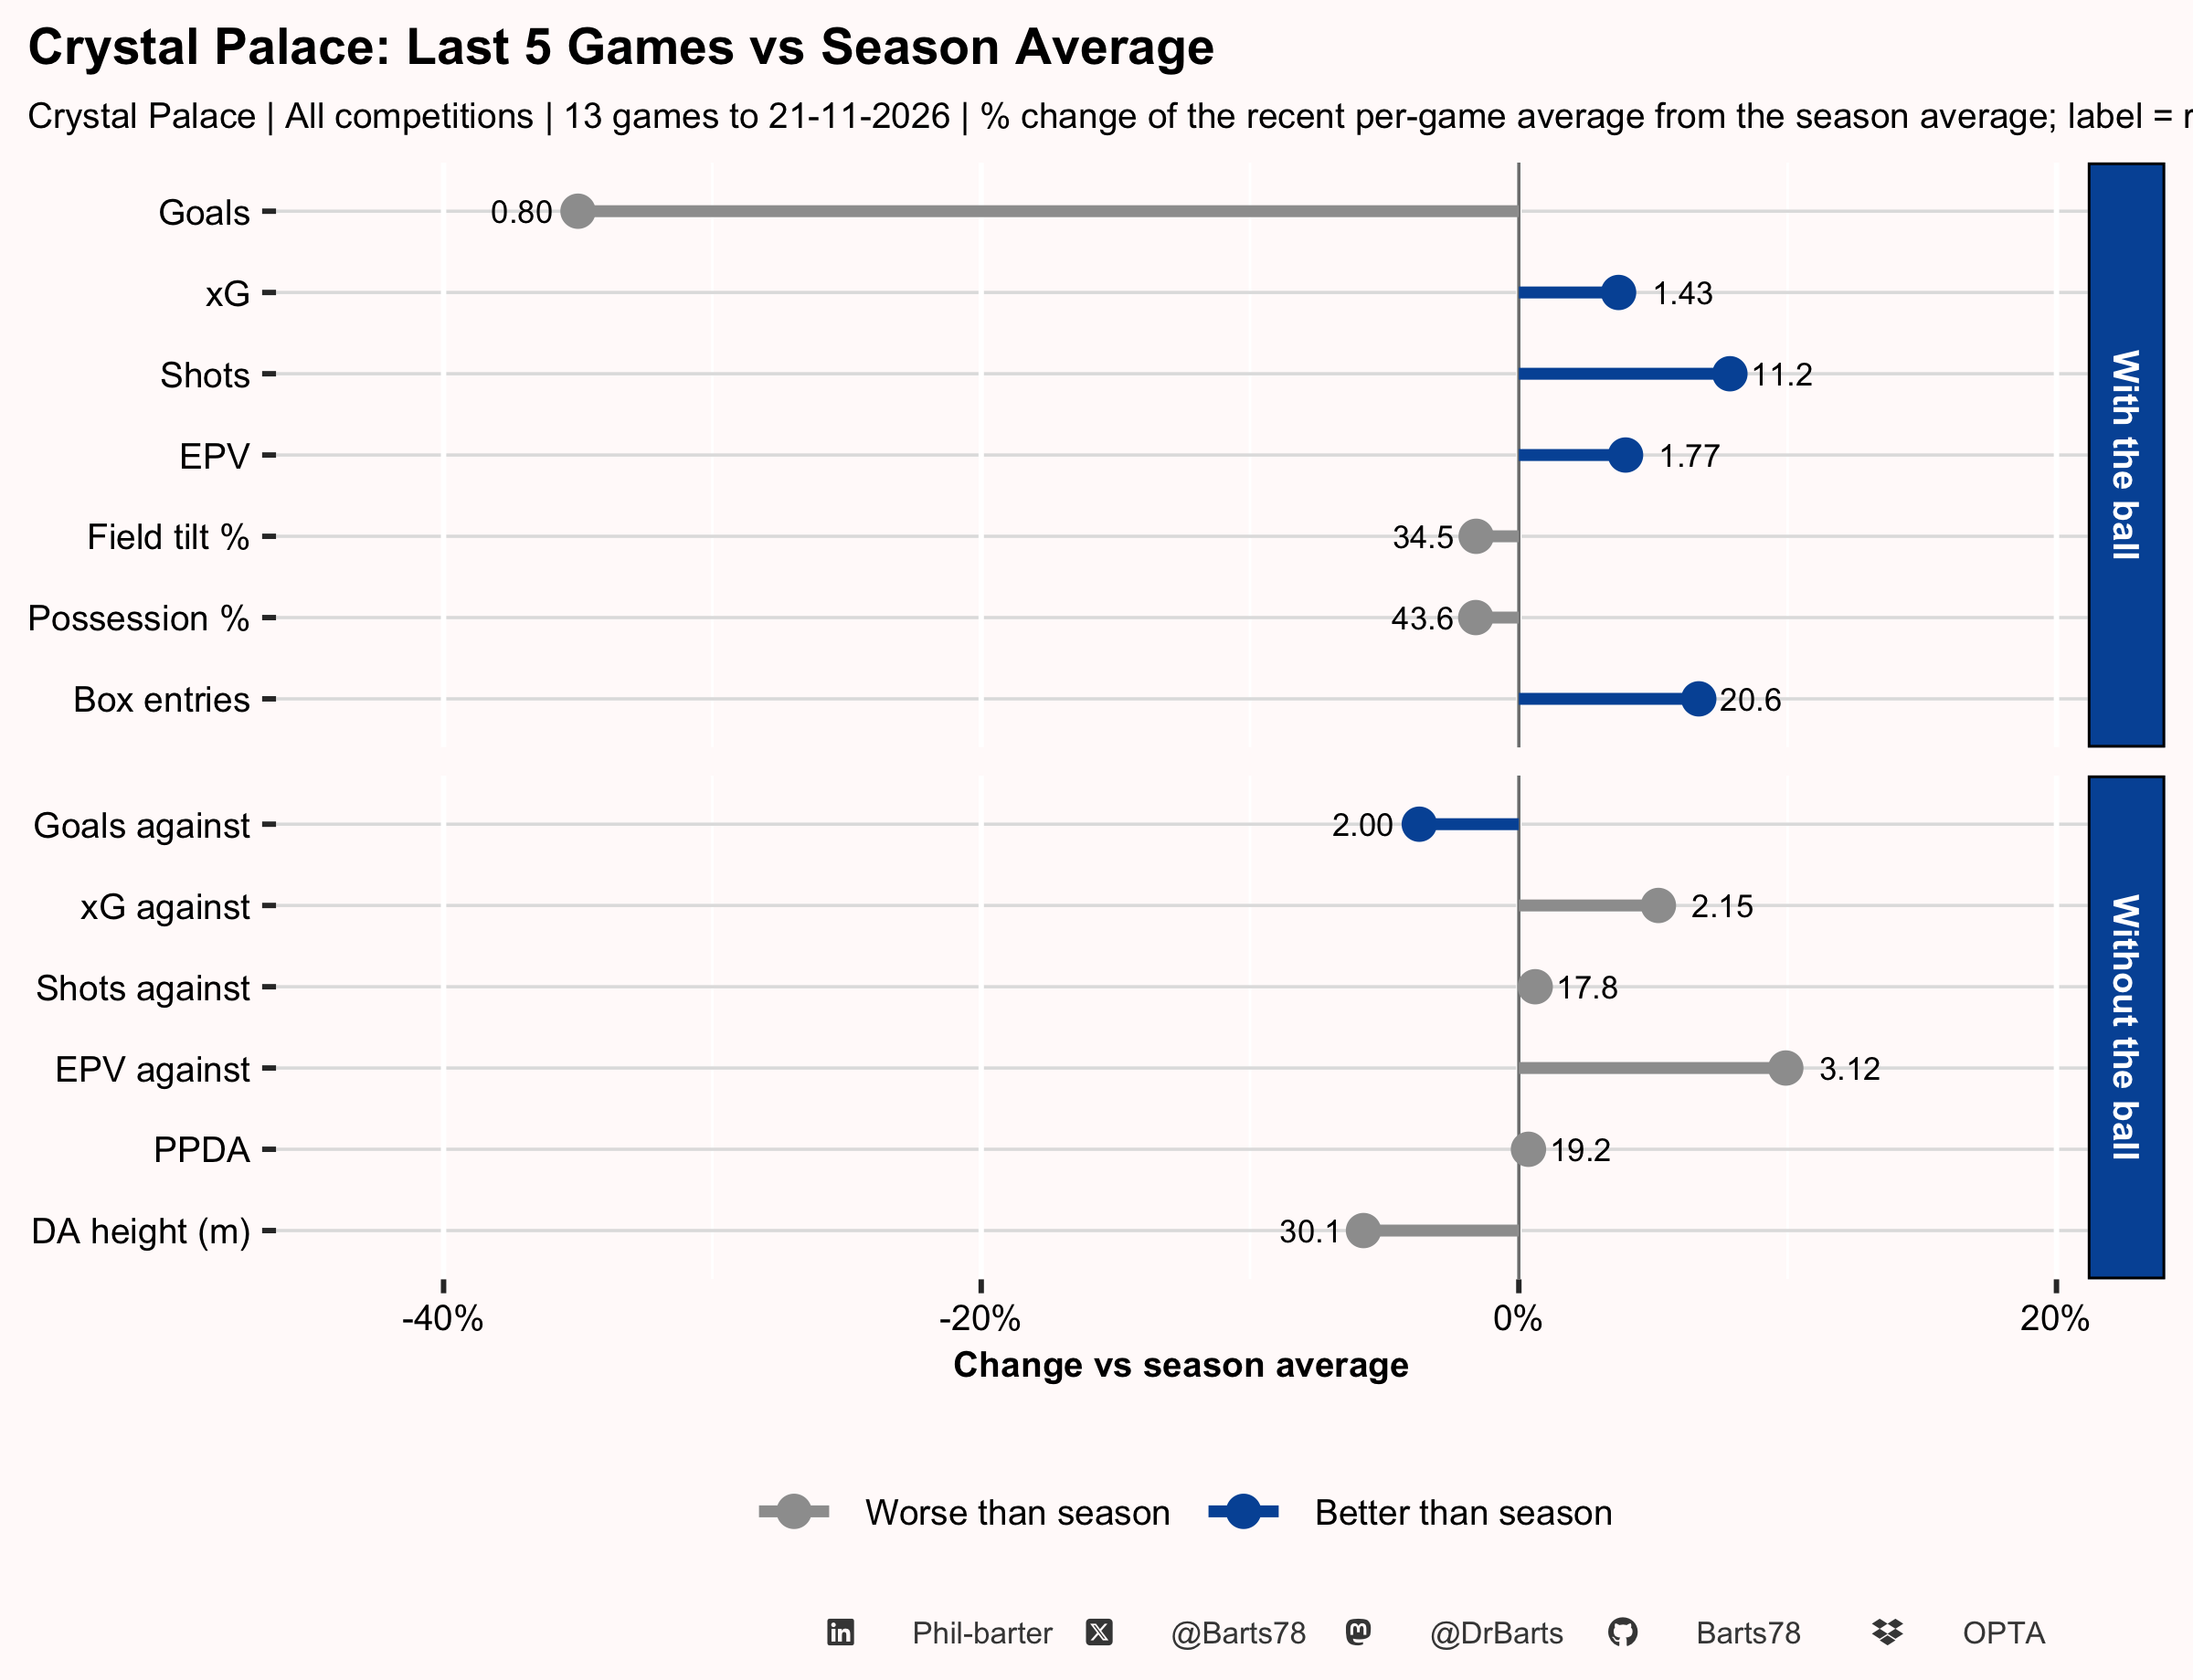 Crystal Palace: Last 5 Games vs Season Average
Crystal Palace | All competitions | 13 games to 21-11-2026 | % change of the recent per-game average from the season average; label = r
Goals
0.80
xG
1.43
Shots
11.2
EPV
1.77
Field tilt %
34.5
Possession %
43.6
Box entries
20.6
With the ball
Goals against
2.00
xG against
2.15
Shots against
17.8
EPV against
3.12
PPDA
19.2
DA height (m)
30.1
Without the ball
-40% -20% 0% 20%
Change vs season average
Worse than season Better than season
Phil-barter @Barts78 @DrBarts Barts78 OPTA